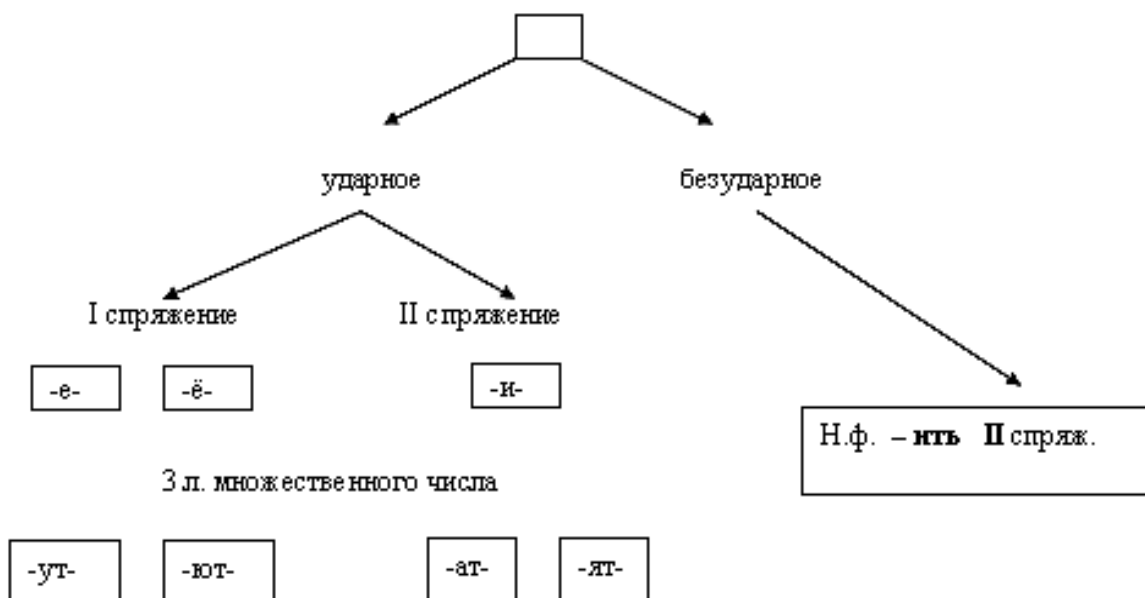 ударное безударное
I спряжение II спряжение
-е- -ё- -и-
Н.ф. – ить II спряж.
3 л. множественного числа
-ут- -ют- -ат- -ят-